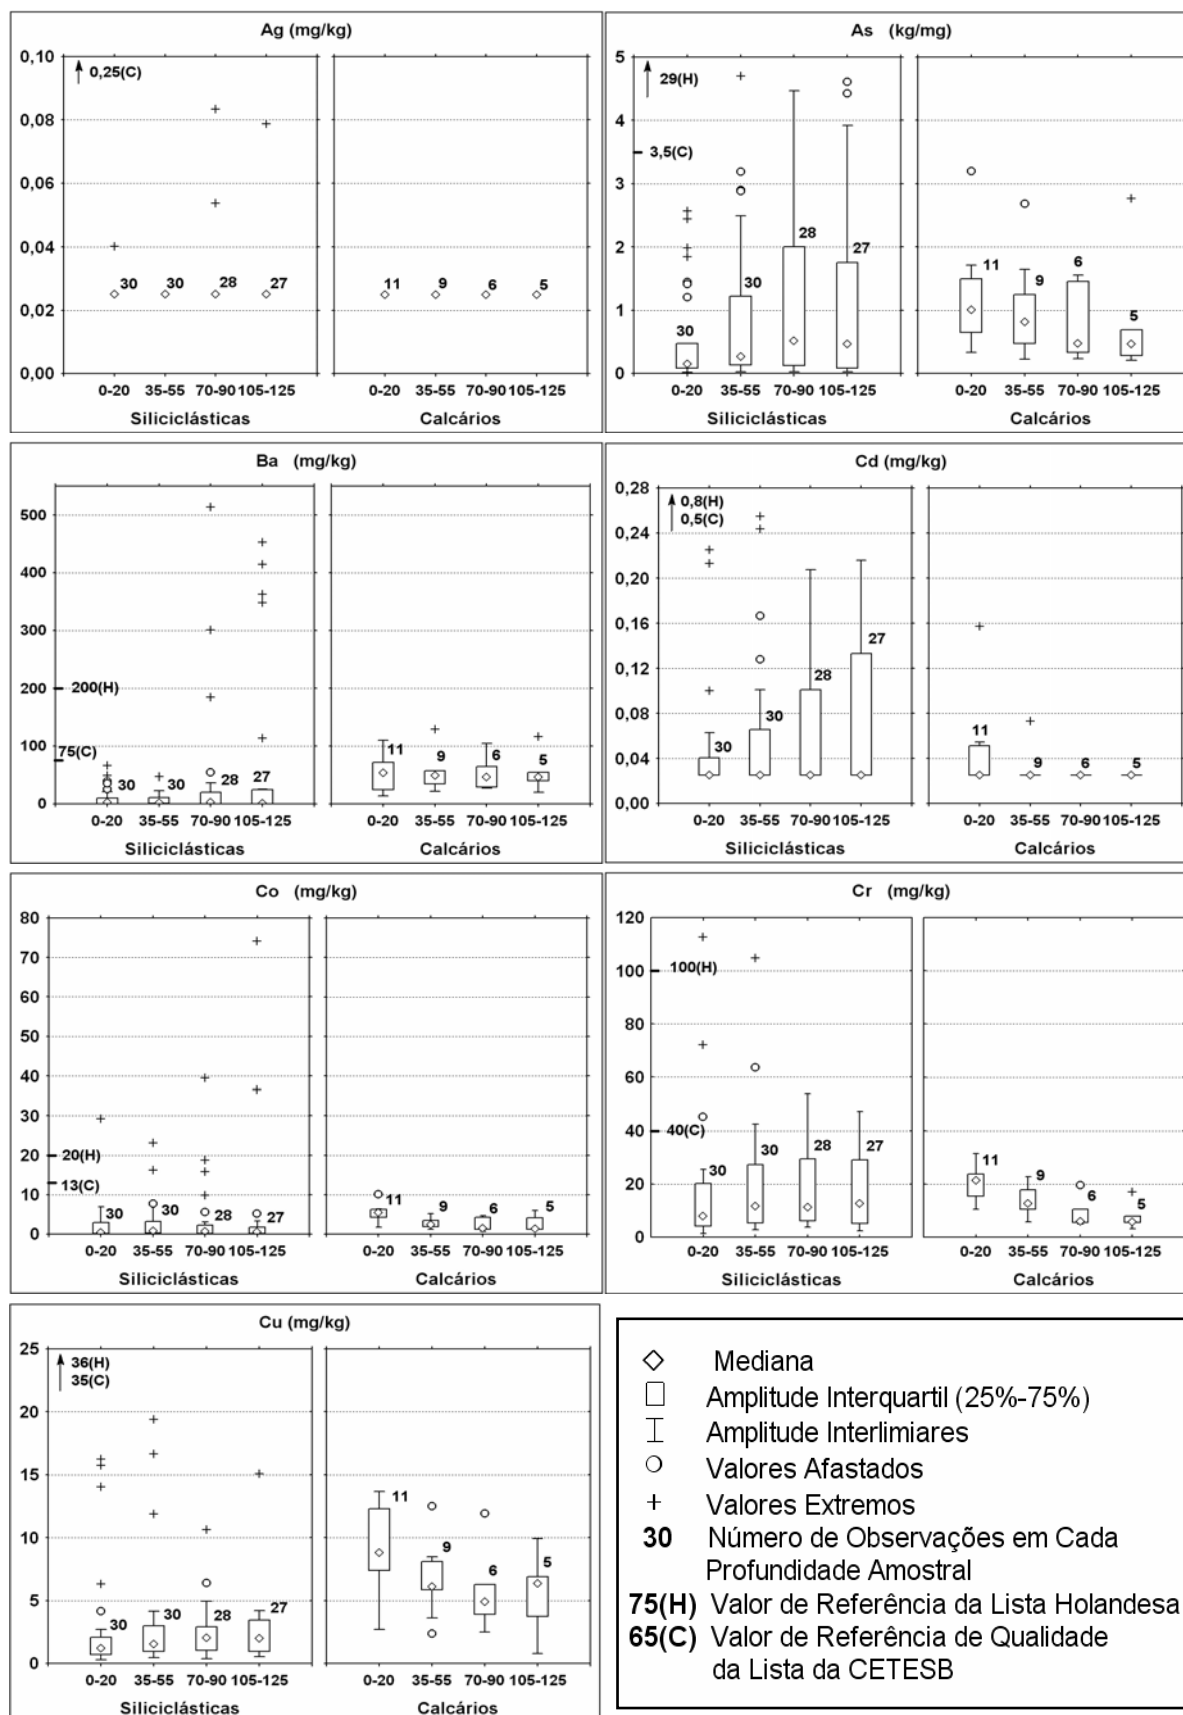 Ag (mg/kg)
0,10
0,08
0,06
0,04
0,02
0,00
0,25(C)
30
30
28
27
11
9
6
5
0-20 35-55 70-90 105-125
0-20 35-55 70-90 105-125
Siliciclásticas
Calcários
As (kg/mg)
5
4
3
2
1
0
29(H)
3,5(C)
30
30
28
27
11
9
6
5
0-20 35-55 70-90 105-125
0-20 35-55 70-90 105-125
Siliciclásticas
Calcários
Ba (mg/kg)
500
400
300
200
100
0
200(H)
75(C)
30
30
28
27
11
9
6
5
0-20 35-55 70-90 105-125
0-20 35-55 70-90 105-125
Siliciclásticas
Calcários
Cd (mg/kg)
0,28
0,24
0,20
0,16
0,12
0,08
0,04
0,00
0,8(H)
0,5(C)
30
30
28
27
11
9
6
5
0-20 35-55 70-90 105-125
0-20 35-55 70-90 105-125
Siliciclásticas
Calcários
Co (mg/kg)
80
70
60
50
40
30
20
10
0
20(H)
13(C)
30
30
28
27
11
9
6
5
0-20 35-55 70-90 105-125
0-20 35-55 70-90 105-125
Siliciclásticas
Calcários
Cr (mg/kg)
120
100
80
60
40
20
0
100(H)
40(C)
30
30
28
27
11
9
6
5
0-20 35-55 70-90 105-125
0-20 35-55 70-90 105-125
Siliciclásticas
Calcários
Cu (mg/kg)
25
20
15
10
5
0
36(H)
35(C)
30
30
28
27
11
9
6
5
0-20 35-55 70-90 105-125
0-20 35-55 70-90 105-125
Siliciclásticas
Calcários
Mediana
Amplitude Interquartil (25%-75%)
Amplitude Interlimiares
Valores Afastados
Valores Extremos
30 Número de Observações em Cada
Profundidade Amostral
75(H) Valor de Referência da Lista Holandesa
65(C) Valor de Referência de Qualidade
da Lista da CETESB